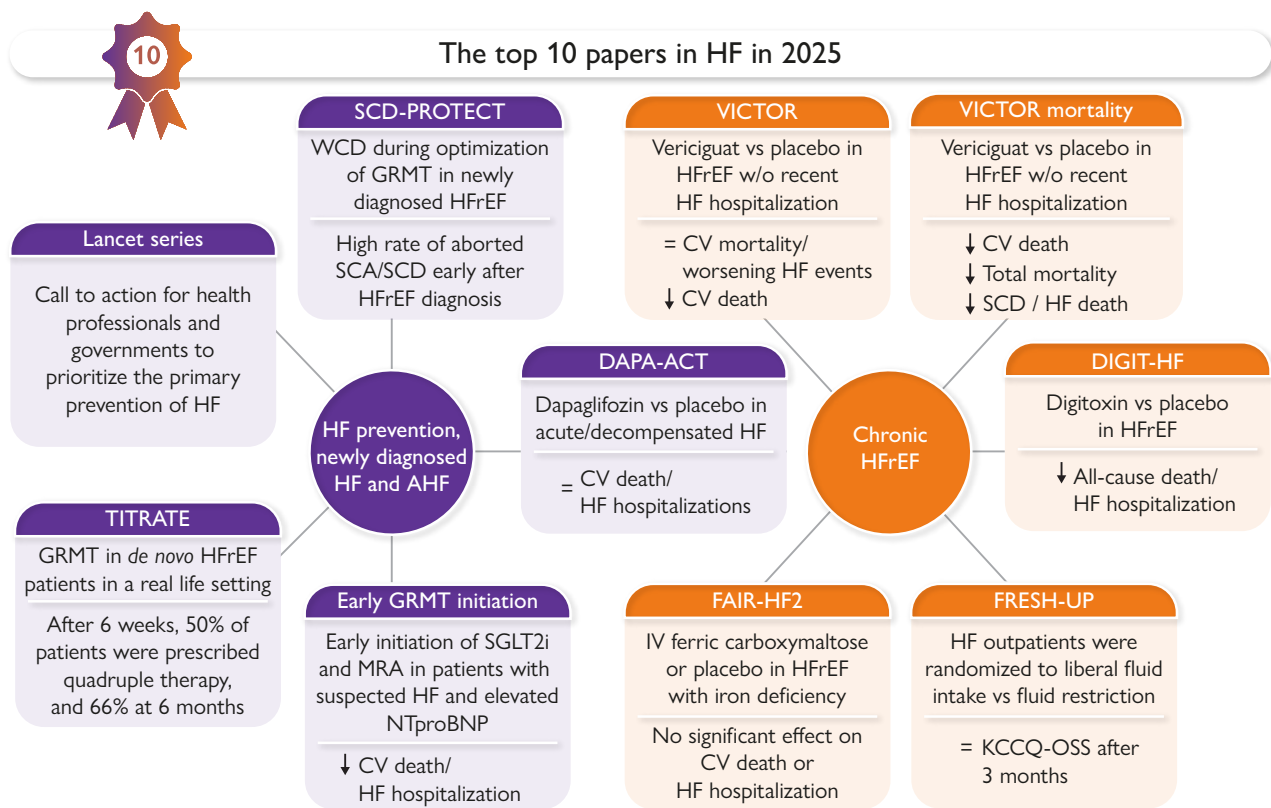 10
The top 10 papers in HF in 2025
SCD-PROTECT
WCD during optimization
of GRMT in newly
diagnosed HFrEF
High rate of aborted
SCA/SCD early after
HFrEF diagnosis
VICTOR
Vericiguat vs placebo in
HFrEF w/o recent
HF hospitalization
= CV mortality/
worsening HF events
↓ CV death
VICTOR mortality
Vericiguat vs placebo in
HFrEF w/o recent
HF hospitalization
↓ CV death
↓ Total mortality
↓ SCD / HF death
Lancet series
Call to action for health
professionals and
governments to
prioritize the primary
prevention of HF
HF prevention,
newly diagnosed
HF and AHF
DAPA-ACT
Dapaglifozin vs placebo in
acute/decompensated HF
= CV death/
HF hospitalizations
Chronic
HFrEF
DIGIT-HF
Digitoxin vs placebo
in HFrEF
↓ All-cause death/
HF hospitalization
TITRATE
GRMT in de novo HFrEF
patients in a real life setting
After 6 weeks, 50% of
patients were prescribed
quadruple therapy,
and 66% at 6 months
Early GRMT initiation
Early initiation of SGLT2i
and MRA in patients with
suspected HF and elevated
NTproBNP
↓ CV death/
HF hospitalization
FAIR-HF2
IV ferric carboxymaltose
or placebo in HFrEF
with iron deficiency
No significant effect on
CV death or
HF hospitalization
FRESH-UP
HF outpatients were
randomized to liberal fluid
intake vs fluid restriction
= KCCQ-OSS after
3 months